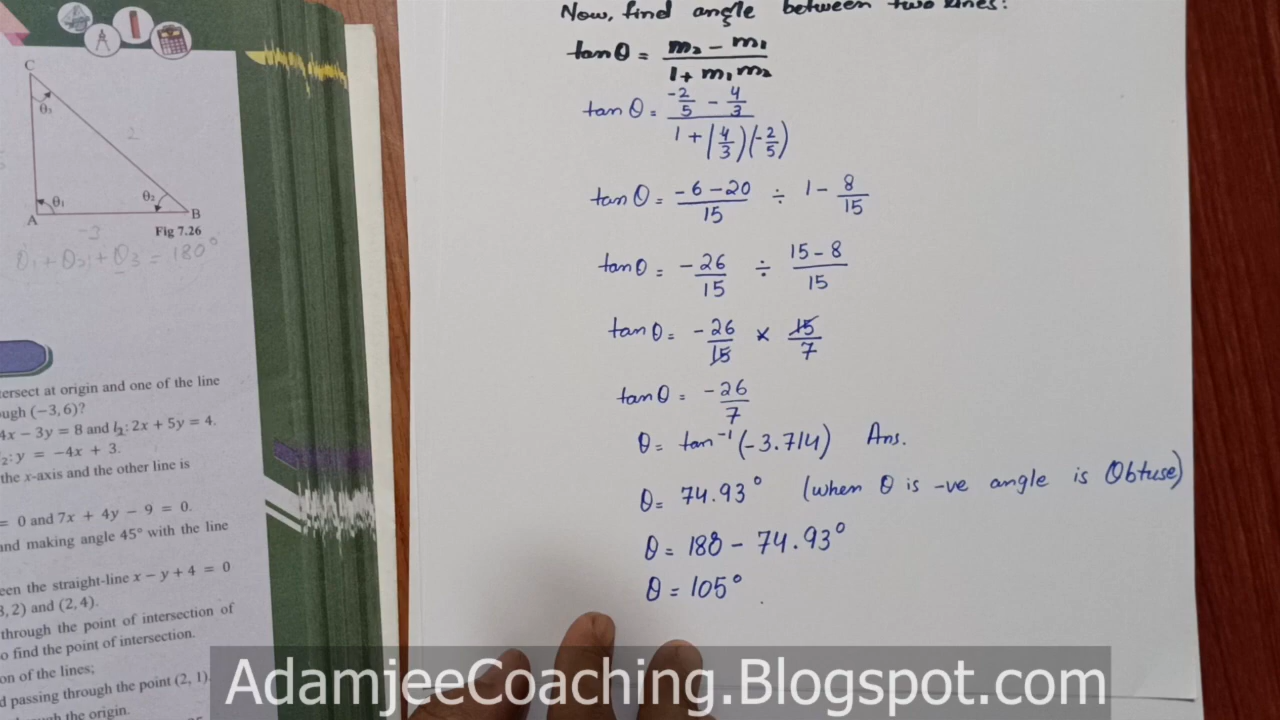 C
θ₃
2
θ₁
θ₂
A
B
-3
Fig 7.26
θ₁ + θ₂ + θ₃ = 180°
ersect at origin and one of the line
ugh (−3, 6)?
4x − 3y = 8 and l₂: 2x + 5y = 4.
₂: y = −4x + 3.
the x-axis and the other line is
= 0 and 7x + 4y − 9 = 0.
and making angle 45° with the line
een the straight-line x − y + 4 = 0
3, 2) and (2, 4).
through the point of intersection of
o find the point of intersection.
on of the lines;
d passing through the point (2, 1).
ough the origin.
Now, find angle between two lines:
tanθ = (m₂ − m₁)/(1 + m₁m₂)
tan θ = (-2/5 − 4/3)/(1 + (4/3)(-2/5))
tanθ = (-6 − 20)/15 ÷ 1 − 8/15
tanθ = -26/15 ÷ (15 − 8)/15
tanθ = -26/15 × 15/7
tanθ = -26/7
θ = tan⁻¹(-3.714) Ans.
θ = 74.93° (when θ is -ve angle is Obtuse)
θ = 180 − 74.93°
θ = 105°
AdamjeeCoaching.Blogspot.com